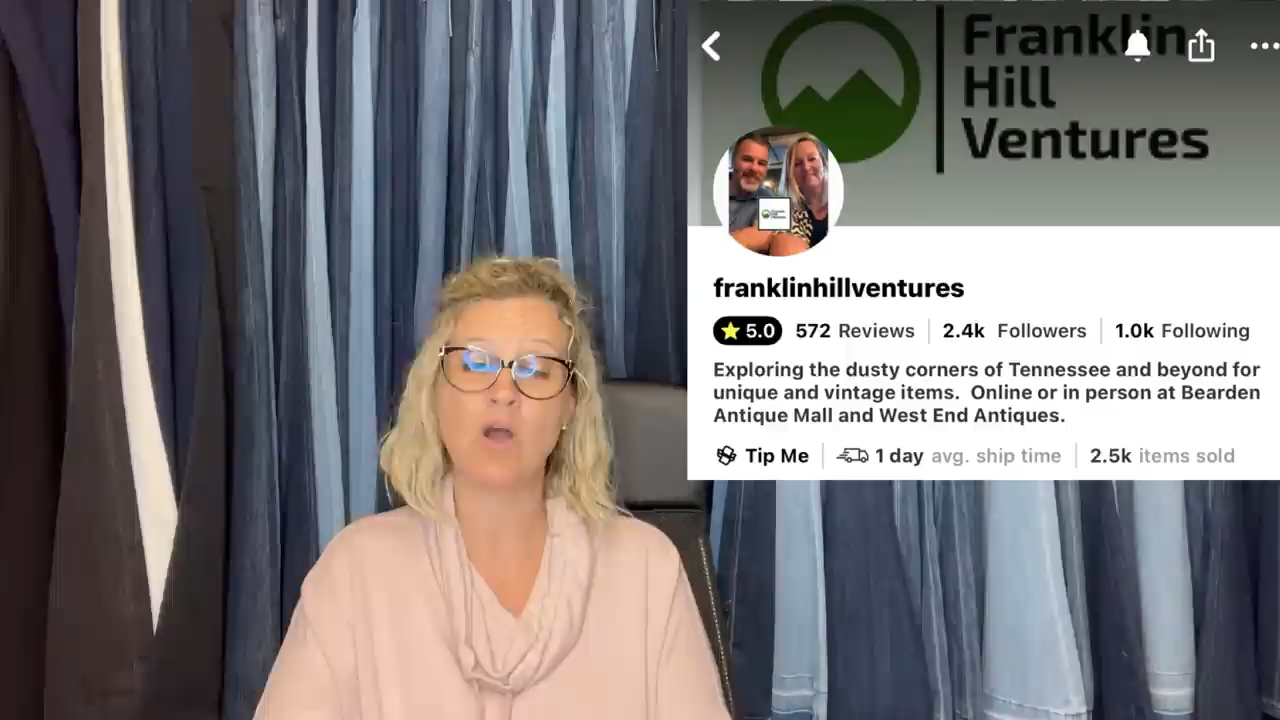 Franklin
Hill
Ventures
franklinhillventures
5.0 572 Reviews 2.4k Followers 1.0k Following
Exploring the dusty corners of Tennessee and beyond for
unique and vintage items. Online or in person at Bearden
Antique Mall and West End Antiques.
Tip Me 1 day avg. ship time 2.5k items sold